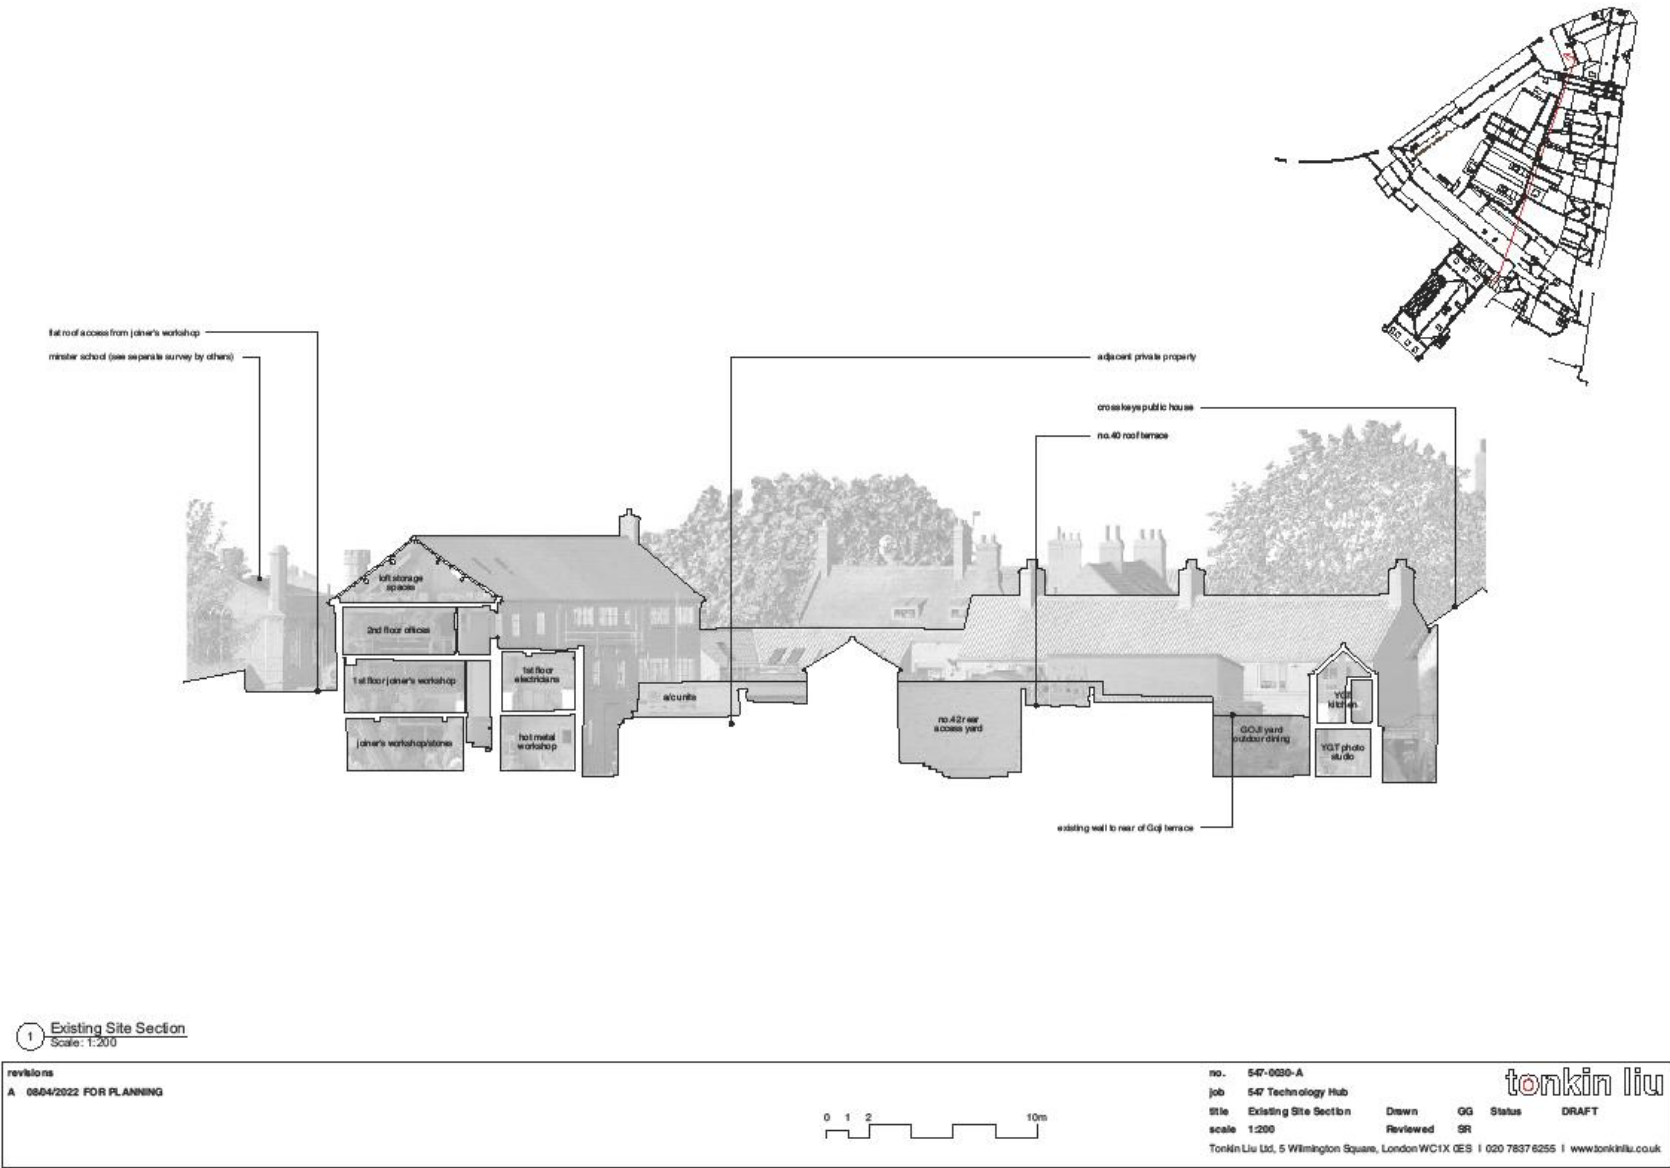 flat roof access from joiner's workshop
minster school (see separate survey by others)
adjacent private property
cross keys public house
no.40 roof terrace
loft storage
spaces
2nd floor offices
1st floor joiner's workshop
1st floor
electricians
a/c units
joiner's workshop/stores
hot metal
workshop
no.42 rear
access yard
YGT
kitchen
GOJI yard
outdoor dining
YGT photo
studio
existing wall to rear of Goji terrace
1 Existing Site Section
Scale: 1:200
revisions
A 08/04/2022 FOR PLANNING
0 1 2 10m
no. 547-0030-A
job 547 Technology Hub
title Existing Site Section Drawn GG Status DRAFT
scale 1:200 Reviewed SR
Tonkin Liu Ltd, 5 Wilmington Square, London WC1X 0ES I 020 7837 6255 I www.tonkinliu.co.uk
tonkin liu